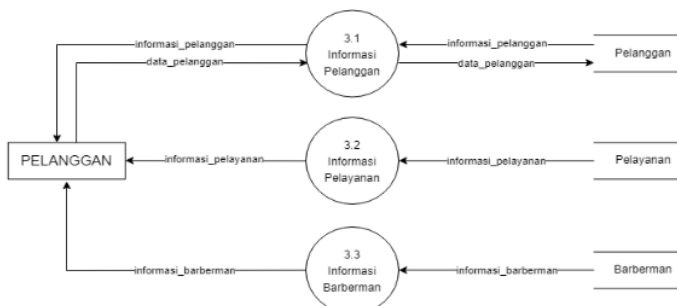 informasi_pelanggan
data_pelanggan
3.1
Informasi
Pelanggan
informasi_pelanggan
data_pelanggan
Pelanggan
PELANGGAN
informasi_pelayanan
3.2
Informasi
Pelayanan
informasi_pelayanan
Pelayanan
informasi_barberman
3.3
Informasi
Barberman
informasi_barberman
Barberman